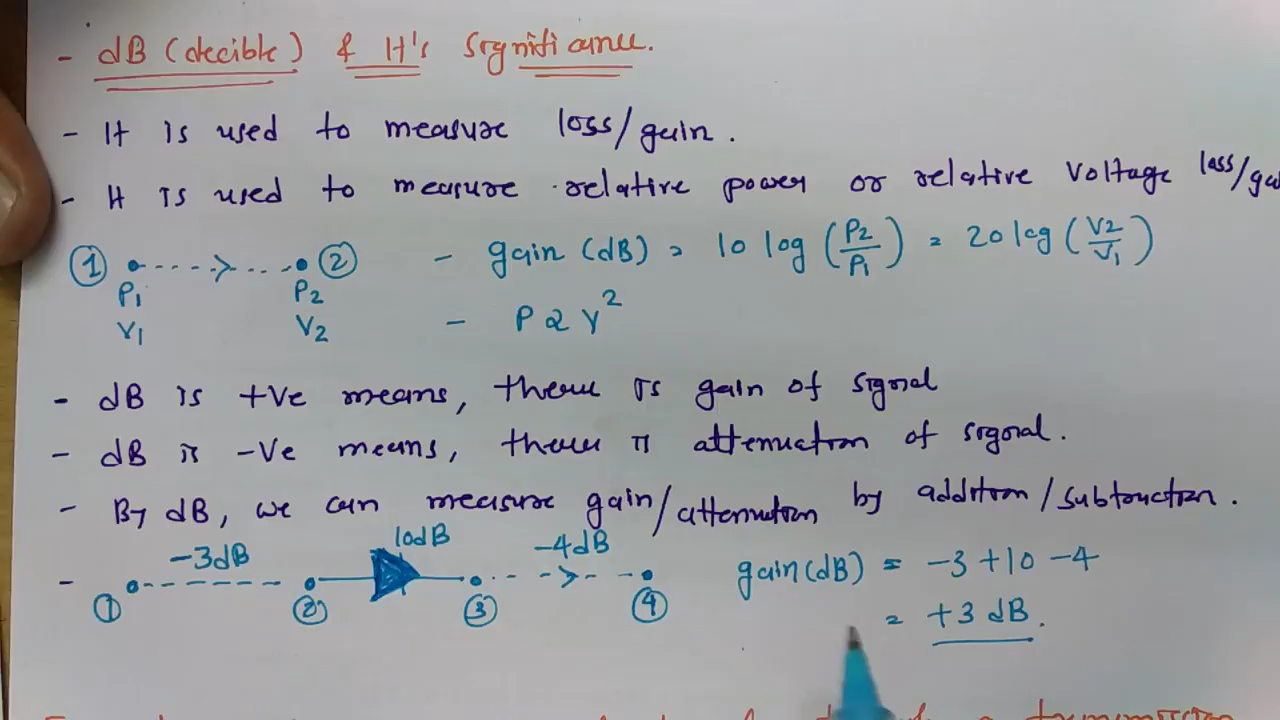 - dB (decible) & It's Significance.
- It is used to measure loss/gain.
- It is used to measure relative power or relative Voltage loss/ga
① ②
P1 P2
V1 V2
- gain (dB) = 10 log (P2/P1) = 20 log (V2/V1)
- P α V²
- dB is +Ve means, there is gain of signal
- dB is -Ve means, there is attenuation of signal.
- By dB, we can measure gain/attenuation by addition/subtraction.
-3dB 10dB -4dB
- ① ② ③ ④
gain(dB) = -3 +10 -4
= +3 dB.